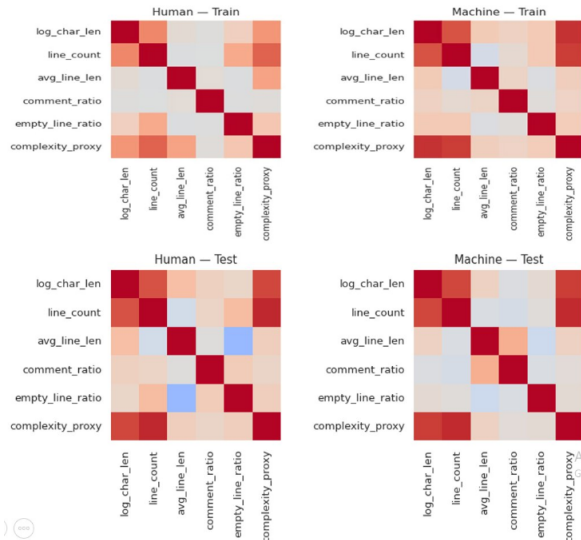 Human — Train
Machine — Train
log_char_len
line_count
avg_line_len
comment_ratio
empty_line_ratio
complexity_proxy
log_char_len
line_count
avg_line_len
comment_ratio
empty_line_ratio
complexity_proxy
log_char_len
line_count
avg_line_len
comment_ratio
empty_line_ratio
complexity_proxy
log_char_len
line_count
avg_line_len
comment_ratio
empty_line_ratio
complexity_proxy
Human — Test
Machine — Test
log_char_len
line_count
avg_line_len
comment_ratio
empty_line_ratio
complexity_proxy
log_char_len
line_count
avg_line_len
comment_ratio
empty_line_ratio
complexity_proxy
log_char_len
line_count
avg_line_len
comment_ratio
empty_line_ratio
complexity_proxy
log_char_len
line_count
avg_line_len
comment_ratio
empty_line_ratio
complexity_proxy